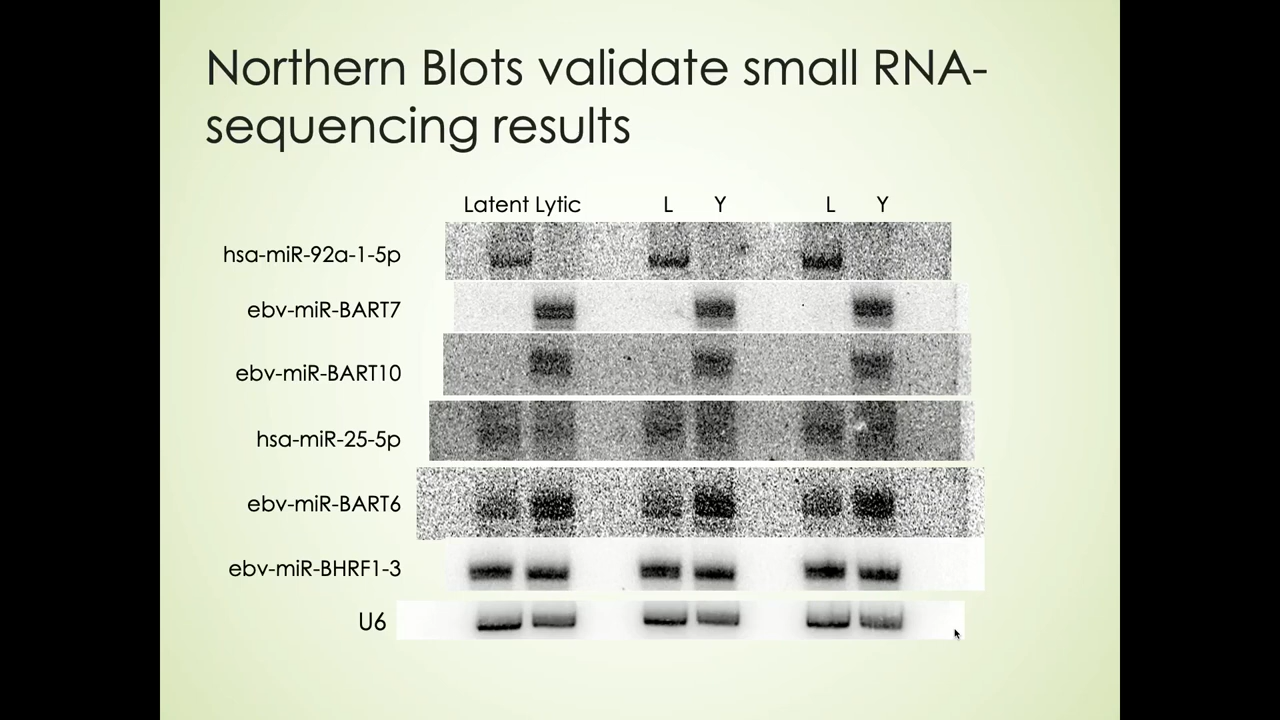 Northern Blots validate small RNA-
sequencing results
Latent Lytic L Y L Y
hsa-miR-92a-1-5p
ebv-miR-BART7
ebv-miR-BART10
hsa-miR-25-5p
ebv-miR-BART6
ebv-miR-BHRF1-3
U6